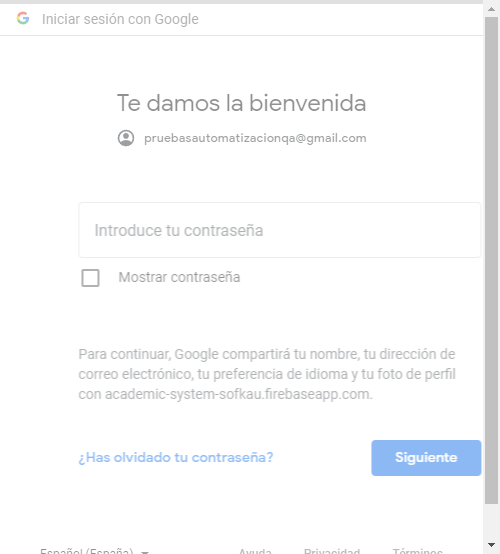 Iniciar sesión con Google
Te damos la bienvenida
pruebasautomatizacionqa@gmail.com
Introduce tu contraseña
Mostrar contraseña
Para continuar, Google compartirá tu nombre, tu dirección de
correo electrónico, tu preferencia de idioma y tu foto de perfil
con academic-system-sofkau.firebaseapp.com.
¿Has olvidado tu contraseña? Siguiente
Español (España) Ayuda Privacidad Términos